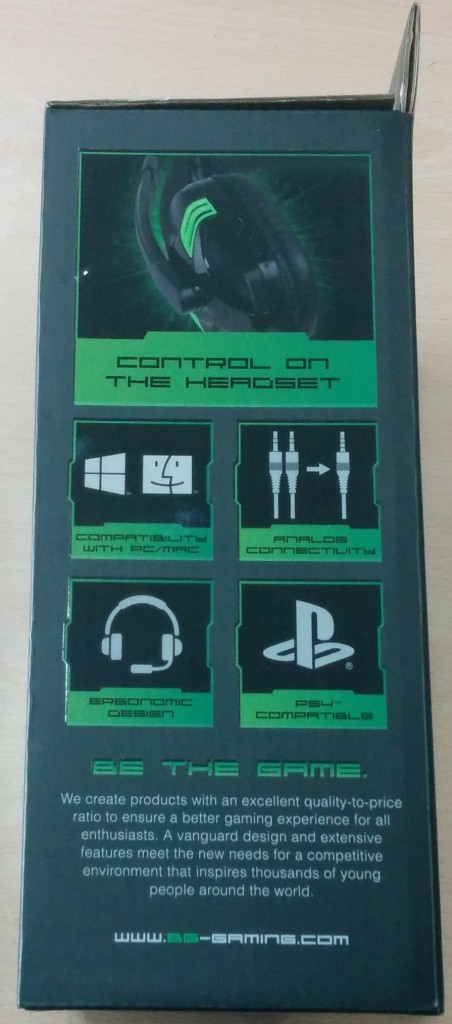 CONTROL ON
THE HEADSET
COMPATIBILITY
WITH PC/MAC
ANALOG
CONNECTIVITY
ERGONOMIC
DESIGN
PS4™
COMPATIBLE
BE THE GAME.
We create products with an excellent quality-to-price
ratio to ensure a better gaming experience for all
enthusiasts. A vanguard design and extensive
features meet the new needs for a competitive
environment that inspires thousands of young
people around the world.
WWW.BG-GAMING.COM